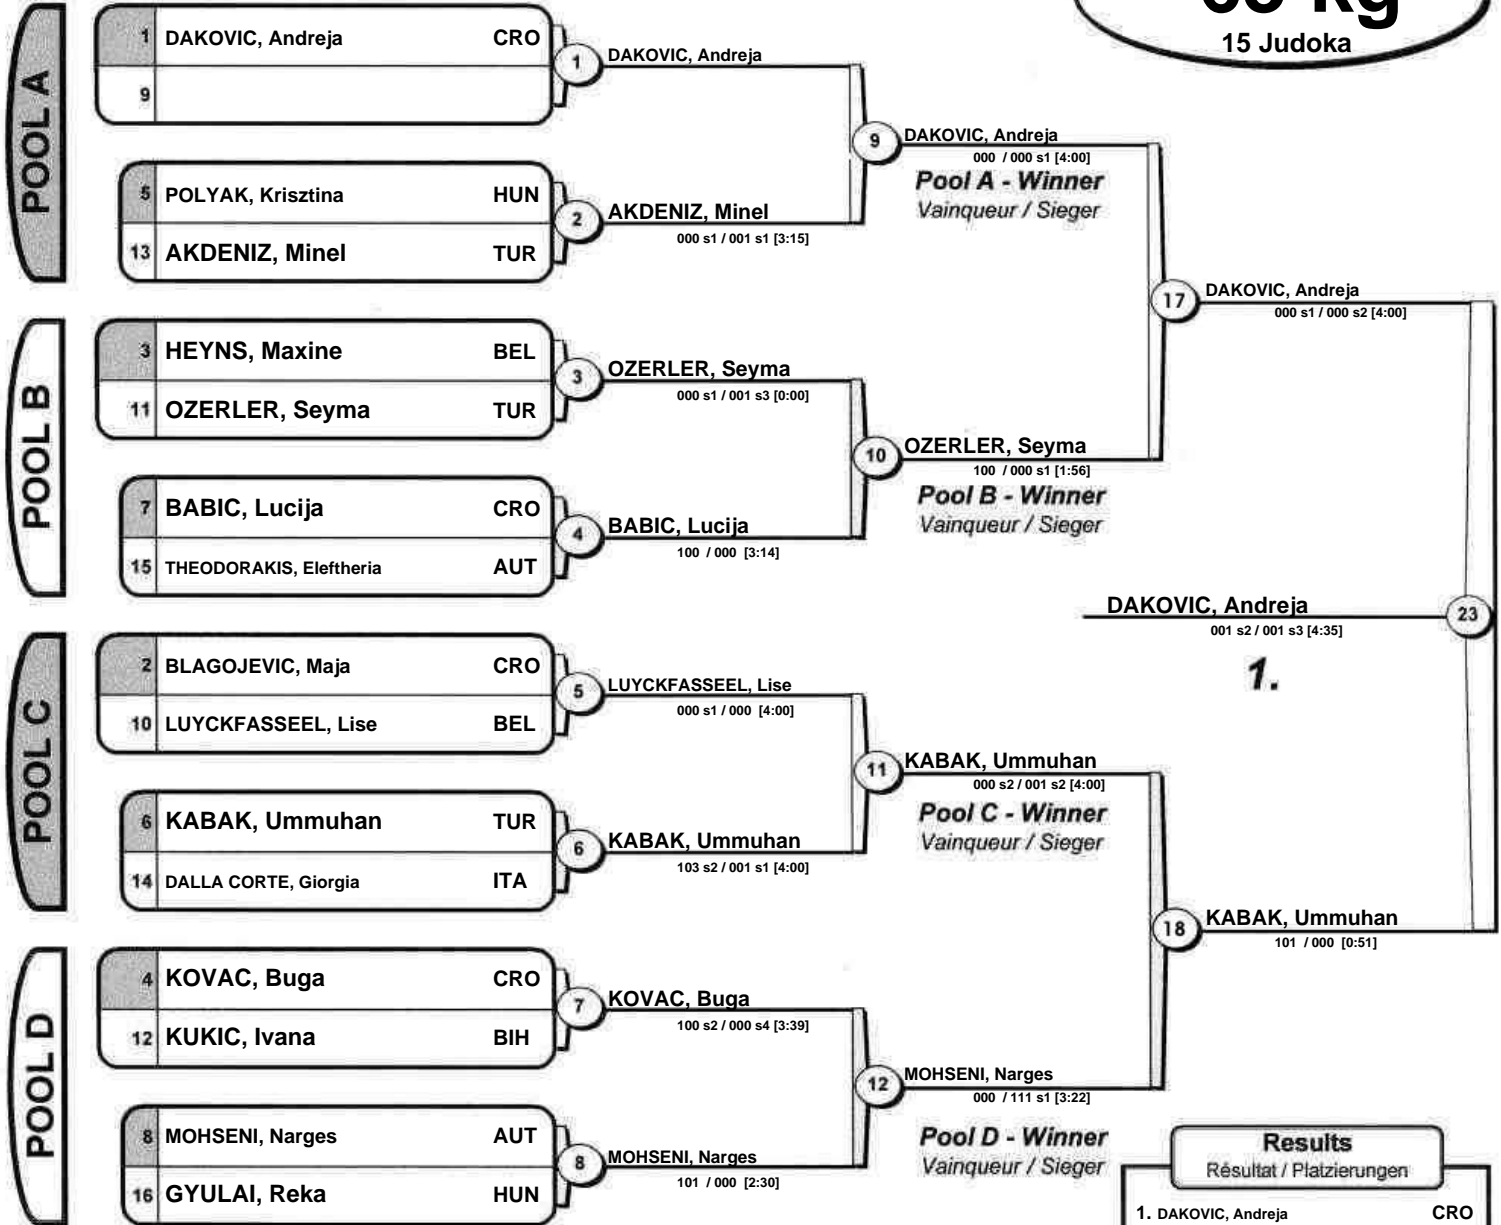 15 Judoka
POOL A
1 DAKOVIC, Andreja CRO
9
5 POLYAK, Krisztina HUN
13 AKDENIZ, Minel TUR
1 DAKOVIC, Andreja
2 AKDENIZ, Minel
000 s1 / 001 s1 [3:15]
9 DAKOVIC, Andreja
000 / 000 s1 [4:00]
Pool A - Winner
Vainqueur / Sieger
POOL B
3 HEYNS, Maxine BEL
11 OZERLER, Seyma TUR
7 BABIC, Lucija CRO
15 THEODORAKIS, Eleftheria AUT
3 OZERLER, Seyma
000 s1 / 001 s3 [0:00]
4 BABIC, Lucija
100 / 000 [3:14]
10 OZERLER, Seyma
100 / 000 s1 [1:56]
Pool B - Winner
Vainqueur / Sieger
17 DAKOVIC, Andreja
000 s1 / 000 s2 [4:00]
DAKOVIC, Andreja 23
001 s2 / 001 s3 [4:35]
1.
POOL C
2 BLAGOJEVIC, Maja CRO
10 LUYCKFASSEEL, Lise BEL
6 KABAK, Ummuhan TUR
14 DALLA CORTE, Giorgia ITA
5 LUYCKFASSEEL, Lise
000 s1 / 000 [4:00]
6 KABAK, Ummuhan
103 s2 / 001 s1 [4:00]
11 KABAK, Ummuhan
000 s2 / 001 s2 [4:00]
Pool C - Winner
Vainqueur / Sieger
POOL D
4 KOVAC, Buga CRO
12 KUKIC, Ivana BIH
8 MOHSENI, Narges AUT
16 GYULAI, Reka HUN
7 KOVAC, Buga
100 s2 / 000 s4 [3:39]
8 MOHSENI, Narges
101 / 000 [2:30]
12 MOHSENI, Narges
000 / 111 s1 [3:22]
Pool D - Winner
Vainqueur / Sieger
18 KABAK, Ummuhan
101 / 000 [0:51]
Results
Résultat / Platzierungen
1. DAKOVIC, Andreja CRO